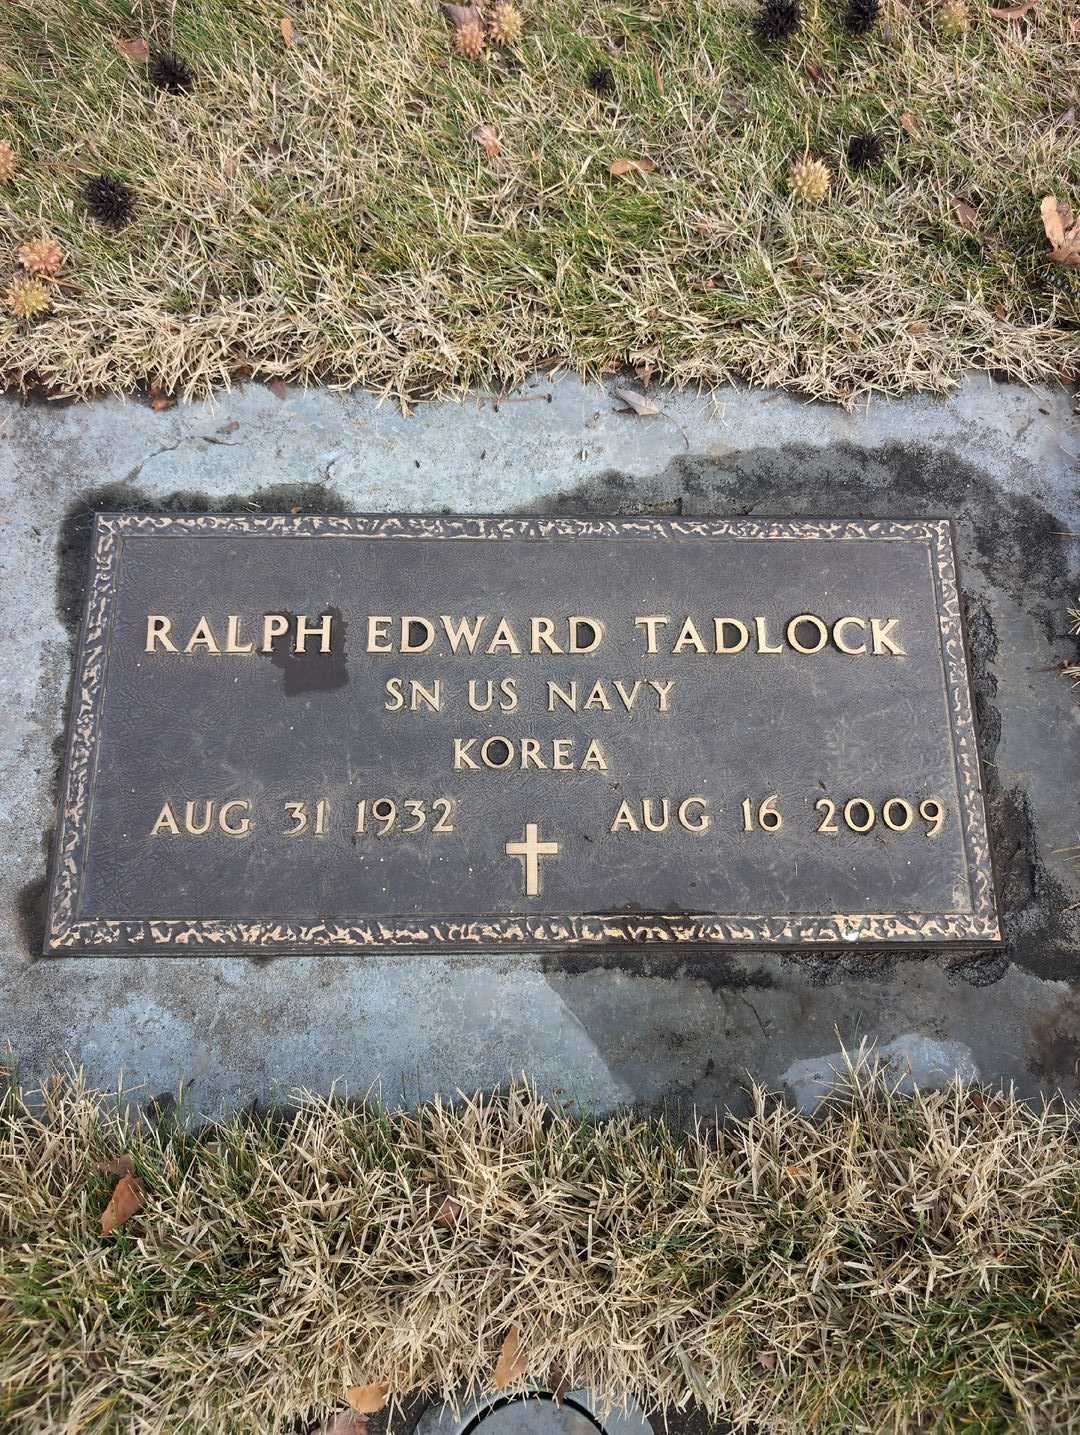 RALPH EDWARD TADLOCK
SN US NAVY
KOREA
AUG 31 1932 AUG 16 2009